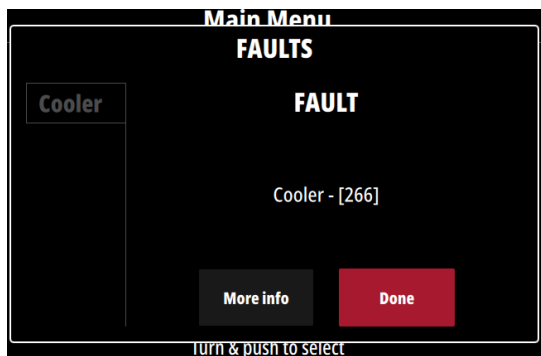 Main Menu
FAULTS
Cooler
FAULT
Cooler - [266]
More info
Done
Turn & push to select